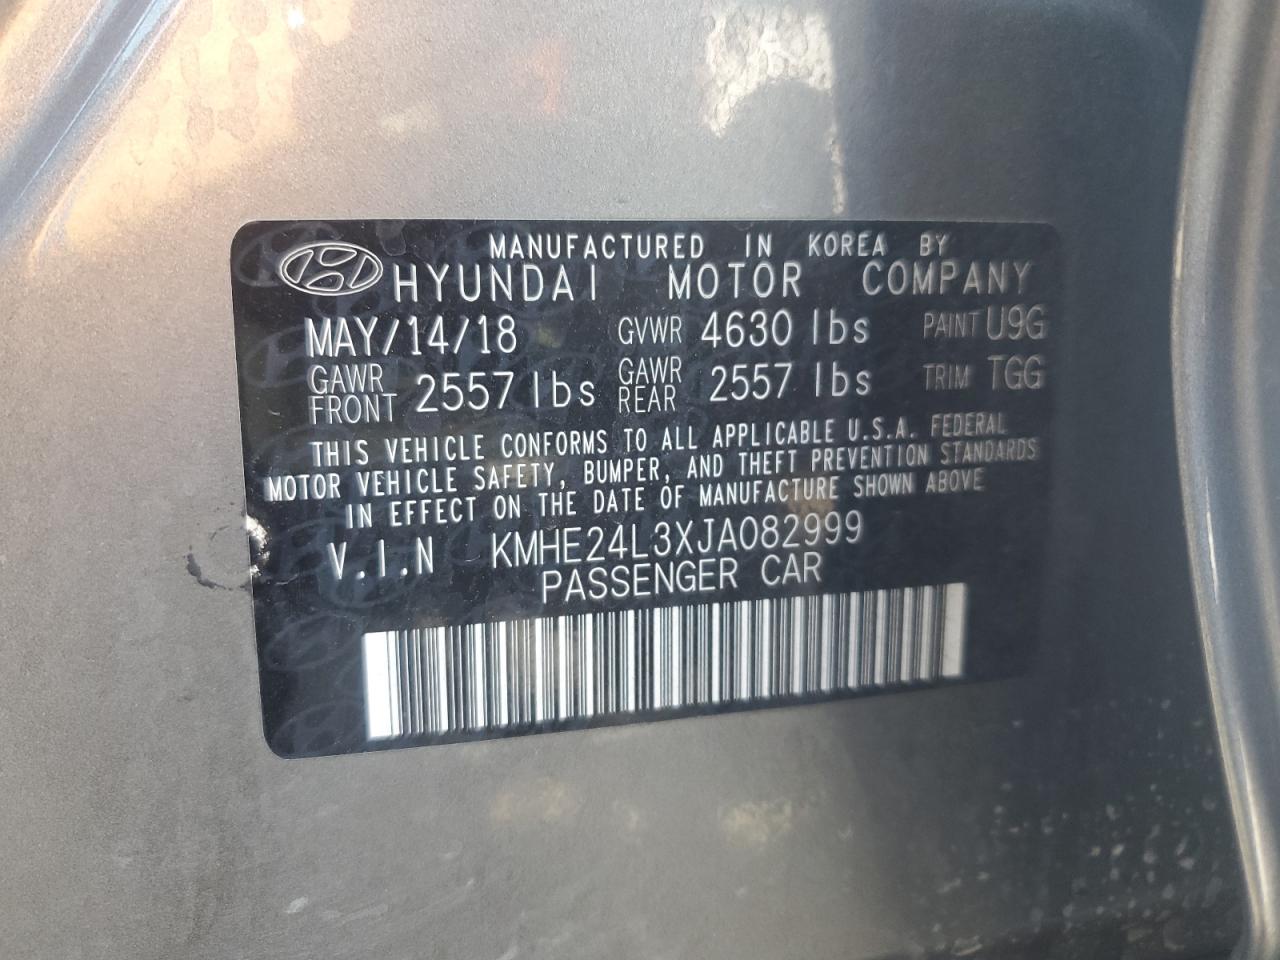 MANUFACTURED IN KOREA BY
HYUNDAI MOTOR COMPANY
MAY/14/18 GVWR 4630 lbs PAINT U9G
GAWR FRONT 2557 lbs GAWR REAR 2557 lbs TRIM TGG
THIS VEHICLE CONFORMS TO ALL APPLICABLE U.S.A. FEDERAL
MOTOR VEHICLE SAFETY, BUMPER, AND THEFT PREVENTION STANDARDS
IN EFFECT ON THE DATE OF MANUFACTURE SHOWN ABOVE
V.I.N KMHE24L3XJA082999
PASSENGER CAR